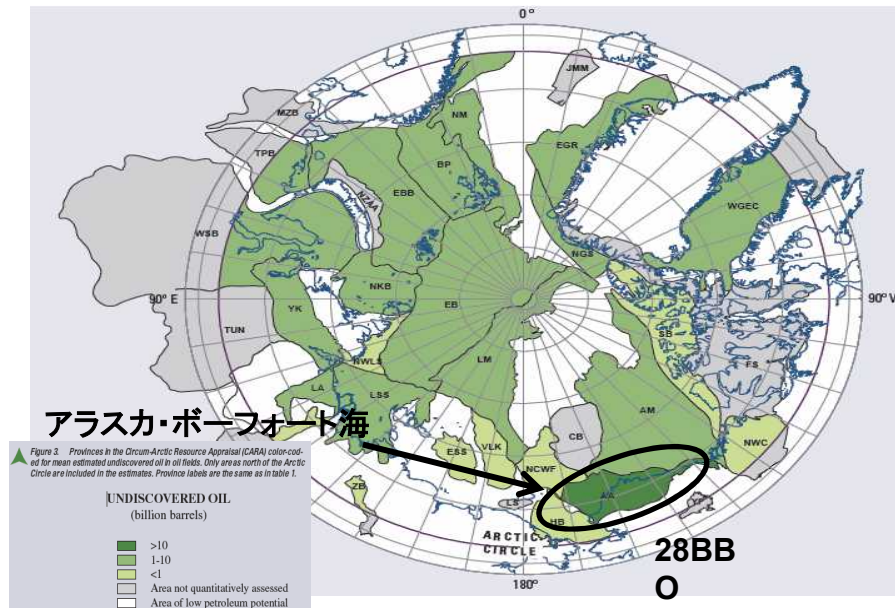 0°
JMM
MZB
NM
TPB
EGR
BP
EBB
NZAA
WGEC
WSB
NGS
NKB
90° E
EB
90°V
YK
TUN
SB
NWLS
LM
FS
LA
LSS
AM
アラスカ・ボーフォート海
CB
NWC
ESS
VLK
NCWF
Figure 3. Provinces in the Circum-Arctic Resource Appraisal (CARA) color-cod-
ed for mean estimated undiscovered oil in oil fields. Only areas north of the Arctic
Circle are included in the estimates. Province labels are the same as in table 1.
ZB
LS
AA
YF
HB
UNDISCOVERED OIL
(billion barrels)
ARCTIC
CIRCLE
28BB
O
>10
1-10
<1
Area not quantitatively assessed
Area of low petroleum potential
180°